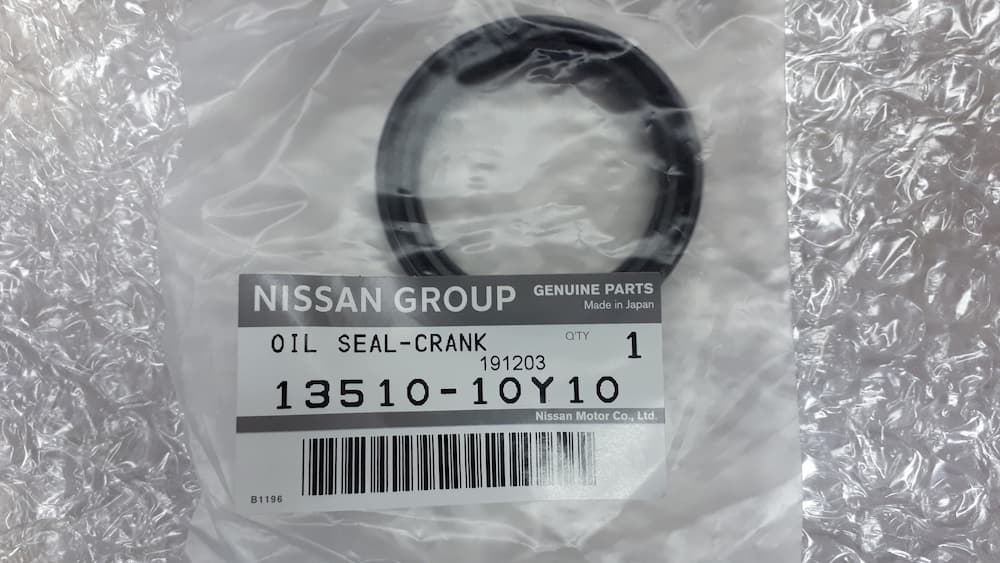 NISSAN GROUP GENUINE PARTS
Made in Japan
OIL SEAL-CRANK Q'TY 1
191203
13510-10Y10
Nissan Motor Co., Ltd.
B1196